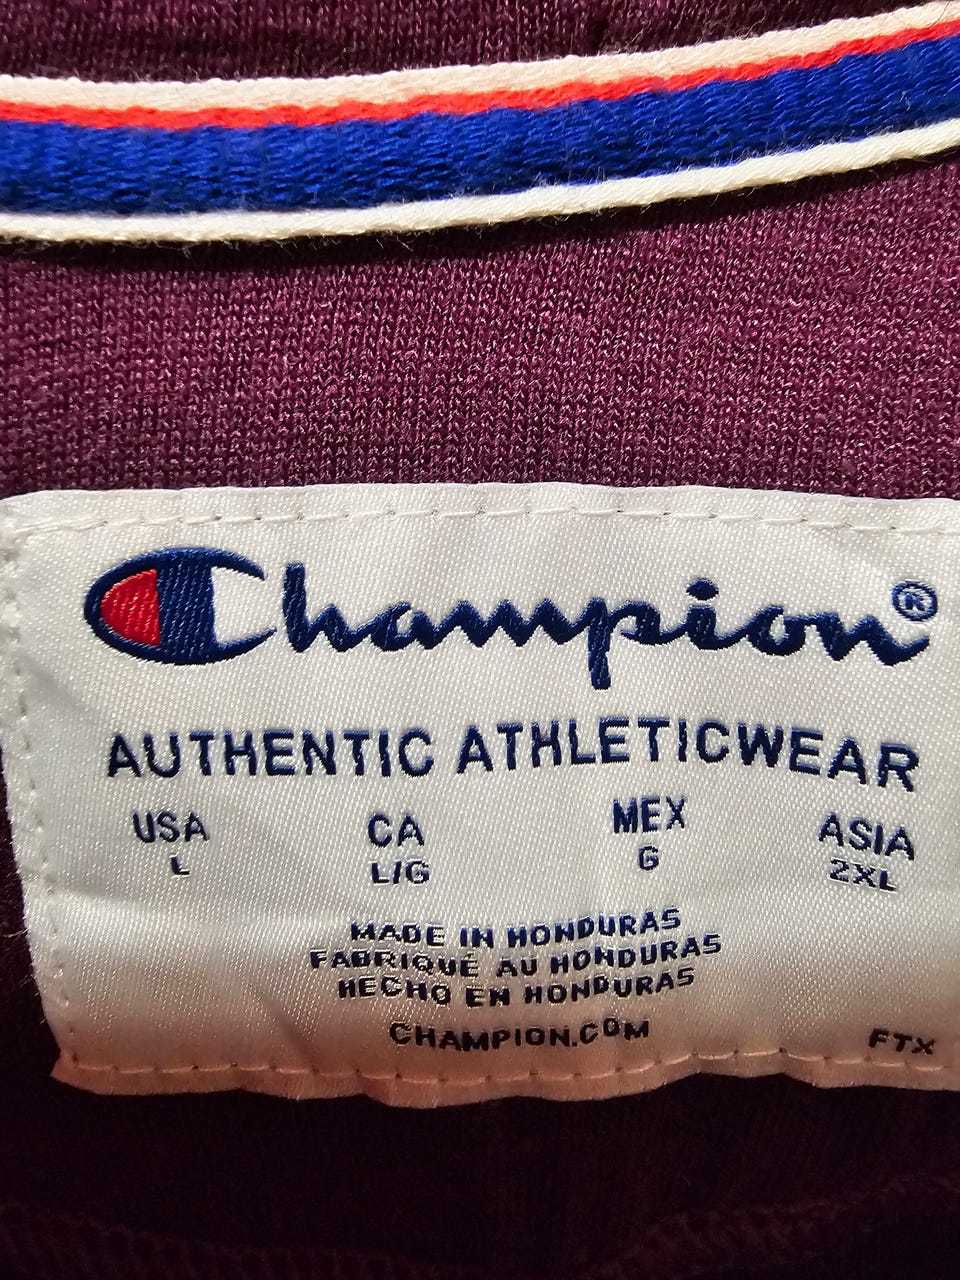 Champion®
AUTHENTIC ATHLETICWEAR
USA CA MEX ASIA
L L/G G 2XL
MADE IN HONDURAS
FABRIQUÉ AU HONDURAS
HECHO EN HONDURAS
CHAMPION.COM
FTX